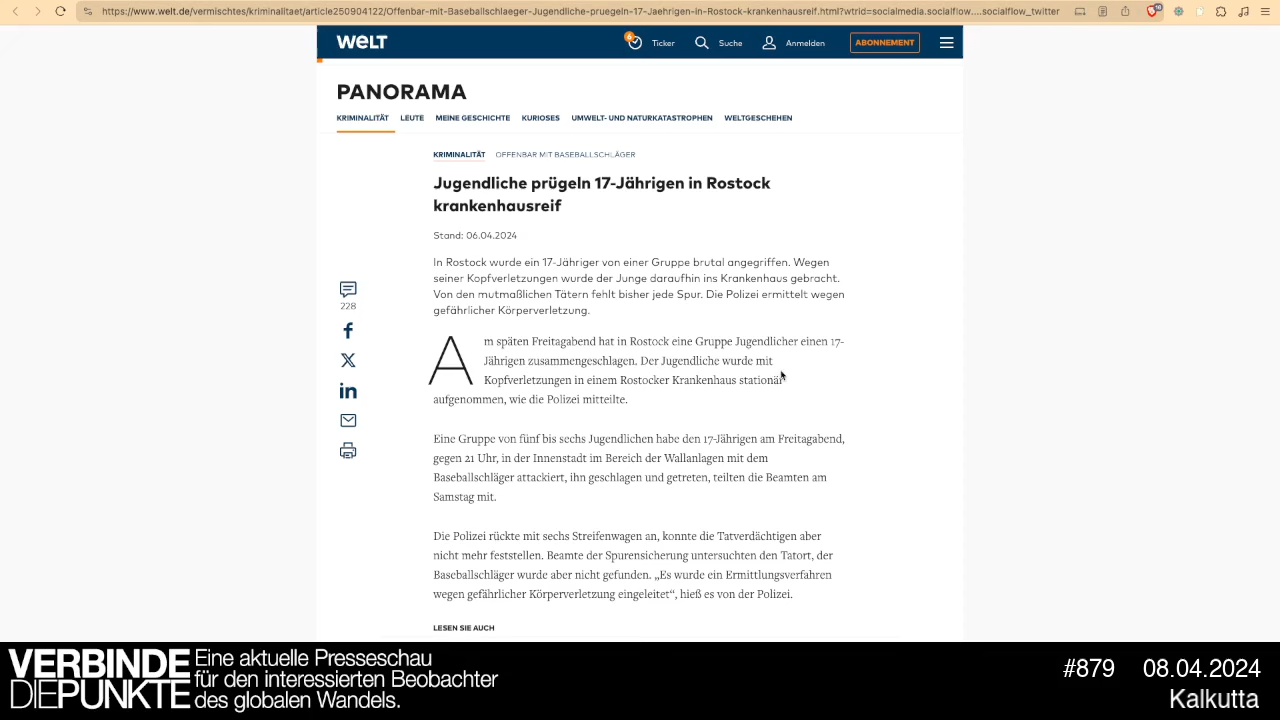 https://www.welt.de/vermischtes/kriminalitaet/article250904122/Offenbar-mit-Baseballschlaeger-Jugendliche-pruegeln-17-Jaehrigen-in-Rostock-krankenhausreif.html?wtrid=socialmedia.socialflow....socialflow_twitter
WELT
6
Ticker
Suche
Anmelden
ABONNEMENT
PANORAMA
KRIMINALITÄT LEUTE MEINE GESCHICHTE KURIOSES UMWELT- UND NATURKATASTROPHEN WELTGESCHEHEN
KRIMINALITÄT OFFENBAR MIT BASEBALLSCHLÄGER
Jugendliche prügeln 17-Jährigen in Rostock
krankenhausreif
Stand: 06.04.2024
In Rostock wurde ein 17-Jähriger von einer Gruppe brutal angegriffen. Wegen
seiner Kopfverletzungen wurde der Junge daraufhin ins Krankenhaus gebracht.
Von den mutmaßlichen Tätern fehlt bisher jede Spur. Die Polizei ermittelt wegen
gefährlicher Körperverletzung.
228
Am späten Freitagabend hat in Rostock eine Gruppe Jugendlicher einen 17-
Jährigen zusammengeschlagen. Der Jugendliche wurde mit
Kopfverletzungen in einem Rostocker Krankenhaus stationär
aufgenommen, wie die Polizei mitteilte.
Eine Gruppe von fünf bis sechs Jugendlichen habe den 17-Jährigen am Freitagabend,
gegen 21 Uhr, in der Innenstadt im Bereich der Wallanlagen mit dem
Baseballschläger attackiert, ihn geschlagen und getreten, teilten die Beamten am
Samstag mit.
Die Polizei rückte mit sechs Streifenwagen an, konnte die Tatverdächtigen aber
nicht mehr feststellen. Beamte der Spurensicherung untersuchten den Tatort, der
Baseballschläger wurde aber nicht gefunden. „Es wurde ein Ermittlungsverfahren
wegen gefährlicher Körperverletzung eingeleitet“, hieß es von der Polizei.
LESEN SIE AUCH
VERBINDE
DIEPUNKTE
Eine aktuelle Presseschau
für den interessierten Beobachter
des globalen Wandels.
#879 08.04.2024
Kalkutta